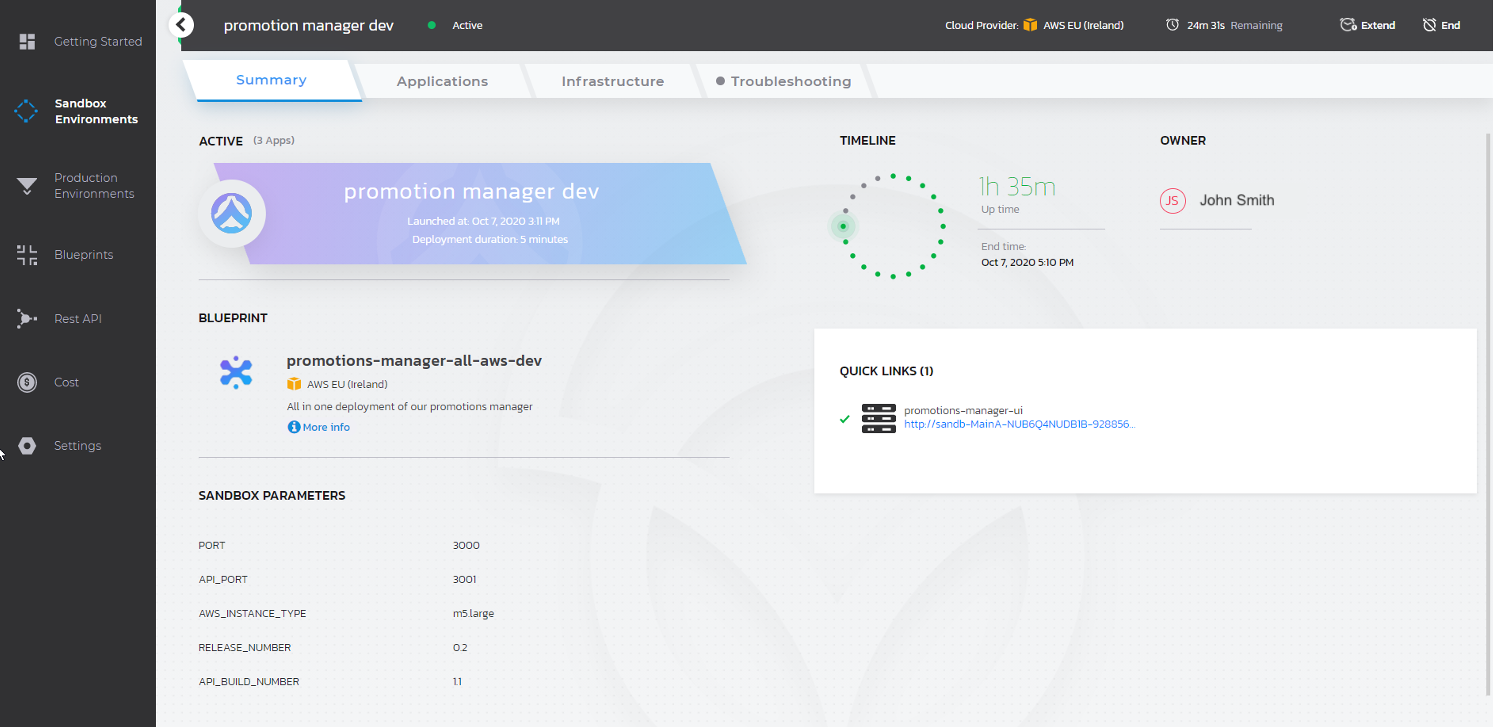 Getting Started
Sandbox
Environments
Production
Environments
Blueprints
Rest API
Cost
Settings
promotion manager dev
Active
Cloud Provider: AWS EU (Ireland)
24m 31s Remaining
Extend
End
Summary
Applications
Infrastructure
Troubleshooting
ACTIVE (3 Apps)
promotion manager dev
Launched at: Oct 7, 2020 3:11 PM
Deployment duration: 5 minutes
TIMELINE
1h 35m
Up time
End time:
Oct 7, 2020 5:10 PM
OWNER
JS John Smith
BLUEPRINT
promotions-manager-all-aws-dev
AWS EU (Ireland)
All in one deployment of our promotions manager
More info
QUICK LINKS (1)
promotions-manager-ui
http://sandb-MainA-NUB6Q4NUDB1B-928856...
SANDBOX PARAMETERS
PORT 3000
API_PORT 3001
AWS_INSTANCE_TYPE m5.large
RELEASE_NUMBER 0.2
API_BUILD_NUMBER 1.1